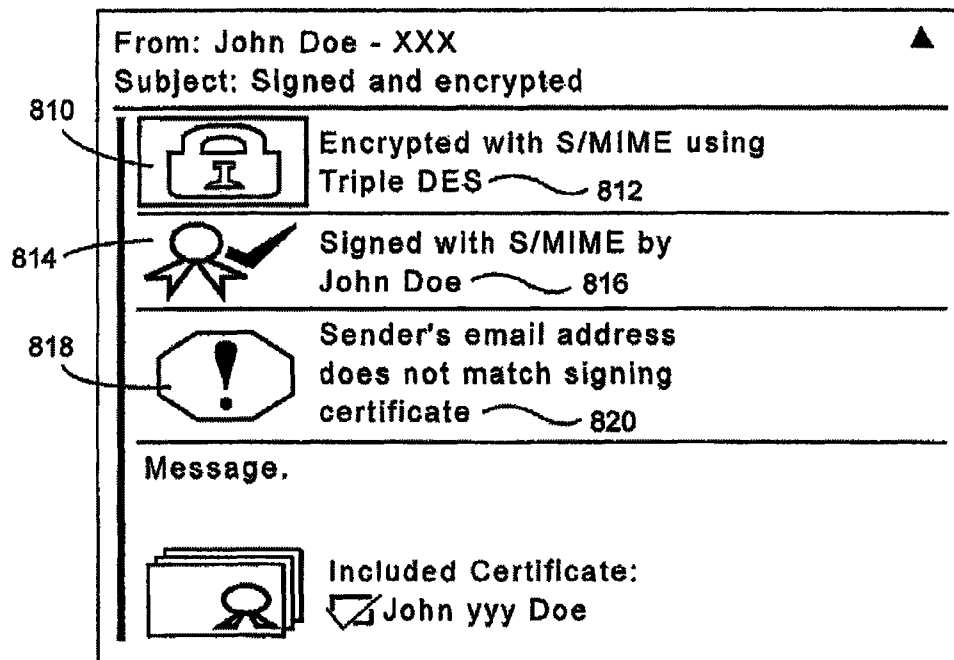 From: John Doe - XXX
Subject: Signed and encrypted
810
Encrypted with S/MIME using
Triple DES 812
814
Signed with S/MIME by
John Doe 816
818
Sender's email address
does not match signing
certificate 820
Message.
Included Certificate:
John yyy Doe